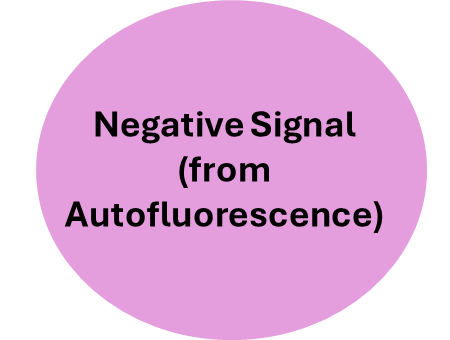 Negative Signal
(from
Autofluorescence)